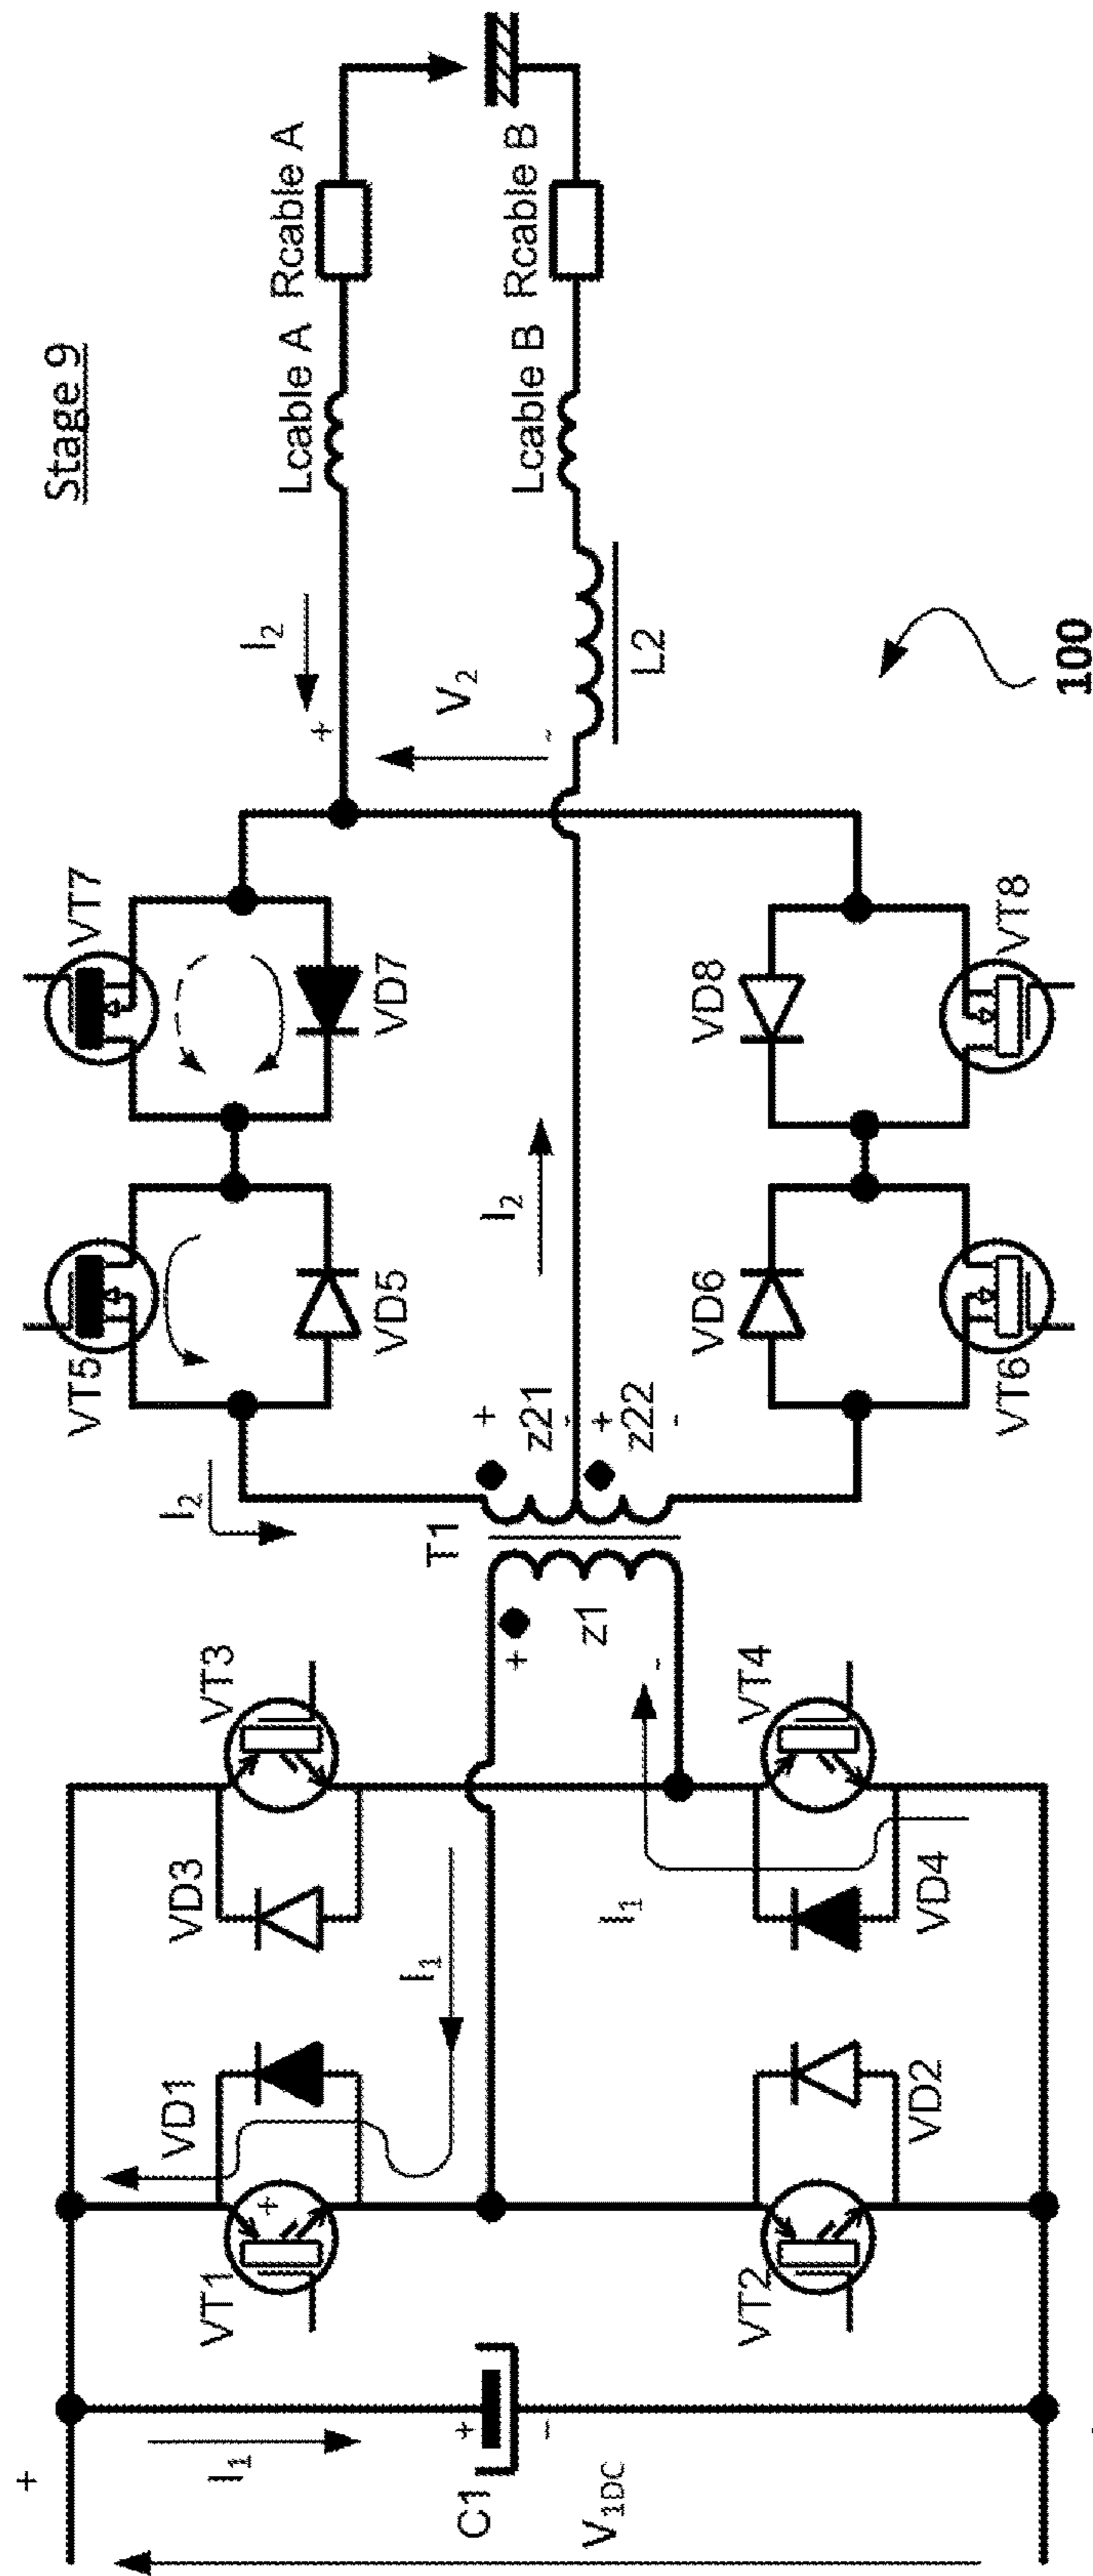 Stage 9
+
I₁
C1
+
-
V₁DC
VT1
+
VD1
VD3
VT3
I₁
I₁
VT2
VD2
VD4
VT4
T1
+
z1
-
I₂
+
z21
-
+
z22
-
VT5
VD5
VT7
VD7
I₂
VD6
VT6
VD8
VT8
I₂
+
V₂
-
L2
Lcable A
Rcable A
Lcable B
Rcable B
100
-